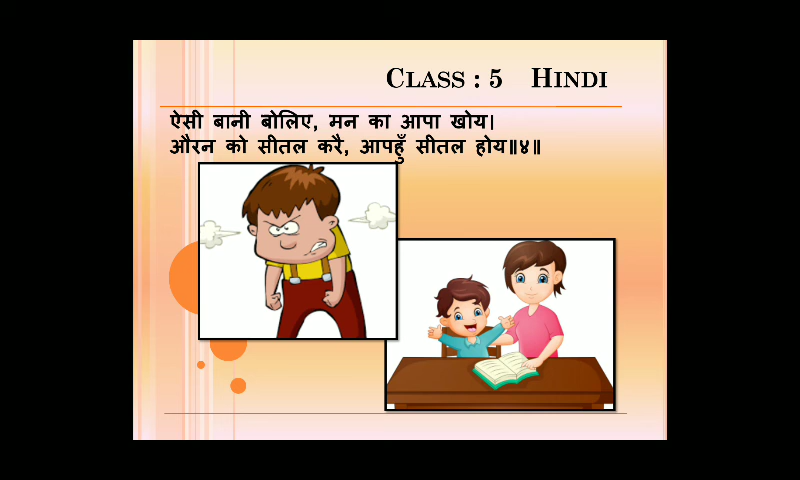 CLASS : 5 HINDI
ऐसी बानी बोलिए, मन का आपा खोय।
औरन को सीतल करै, आपहुँ सीतल होय॥४॥